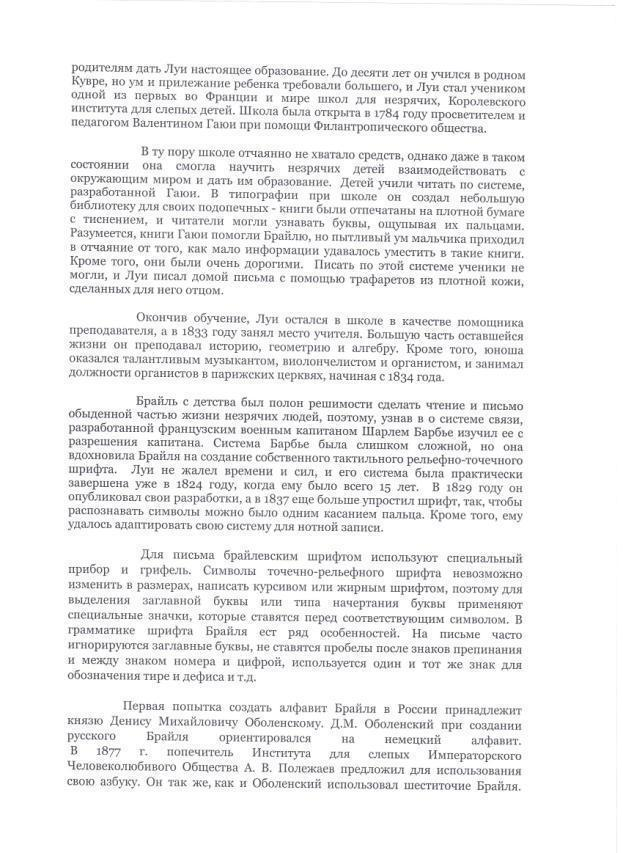 родителям дать Луи настоящее образование. До десяти лет он учился в родном
Кувре, но ум и прилежание ребенка требовали большего, и Луи стал учеником
одной из первых во Франции и мире школ для незрячих, Королевского
института для слепых детей. Школа была открыта в 1784 году просветителем и
педагогом Валентином Гаюи при помощи Филантропического общества.
В ту пору школе отчаянно не хватало средств, однако даже в таком
состоянии она смогла научить незрячих детей взаимодействовать с
окружающим миром и дать им образование. Детей учили читать по системе,
разработанной Гаюи. В типографии при школе он создал небольшую
библиотеку для своих подопечных - книги были отпечатаны на плотной бумаге
с тиснением, и читатели могли узнавать буквы, ощупывая их пальцами.
Разумеется, книги Гаюи помогли Брайлю, но пытливый ум мальчика приходил
в отчаяние от того, как мало информации удавалось уместить в такие книги.
Кроме того, они были очень дорогими. Писать по этой системе ученики не
могли, и Луи писал домой письма с помощью трафаретов из плотной кожи,
сделанных для него отцом.
Окончив обучение, Луи остался в школе в качестве помощника
преподавателя, а в 1833 году занял место учителя. Большую часть оставшейся
жизни он преподавал историю, геометрию и алгебру. Кроме того, юноша
оказался талантливым музыкантом, виолончелистом и органистом, и занимал
должности органистов в парижских церквях, начиная с 1834 года.
Брайль с детства был полон решимости сделать чтение и письмо
обыденной частью жизни незрячих людей, поэтому, узнав в о системе связи,
разработанной французским военным капитаном Шарлем Барбье изучил ее с
разрешения капитана. Система Барбье была слишком сложной, но она
вдохновила Брайля на создание собственного тактильного рельефно-точечного
шрифта. Луи не жалел времени и сил, и его система была практически
завершена уже в 1824 году, когда ему было всего 15 лет. В 1829 году он
опубликовал свои разработки, а в 1837 еще больше упростил шрифт, так, чтобы
распознавать символы можно было одним касанием пальца. Кроме того, ему
удалось адаптировать свою систему для нотной записи.
Для письма брайлевским шрифтом используют специальный
прибор и грифель. Символы точечно-рельефного шрифта невозможно
изменить в размерах, написать курсивом или жирным шрифтом, поэтому для
выделения заглавной буквы или типа начертания буквы применяют
специальные значки, которые ставятся перед соответствующим символом. В
грамматике шрифта Брайля ест ряд особенностей. На письме часто
игнорируются заглавные буквы, не ставятся пробелы после знаков препинания
и между знаком номера и цифрой, используется один и тот же знак для
обозначения тире и дефиса и т.д.
Первая попытка создать алфавит Брайля в России принадлежит
князю Денису Михайловичу Оболенскому. Д.М. Оболенский при создании
русского Брайля ориентировался на немецкий алфавит.
В 1877 г. попечитель Института для слепых Императорского
Человеколюбивого Общества А. В. Полежаев предложил для использования
свою азбуку. Он так же, как и Оболенский использовал шеститочие Брайля.